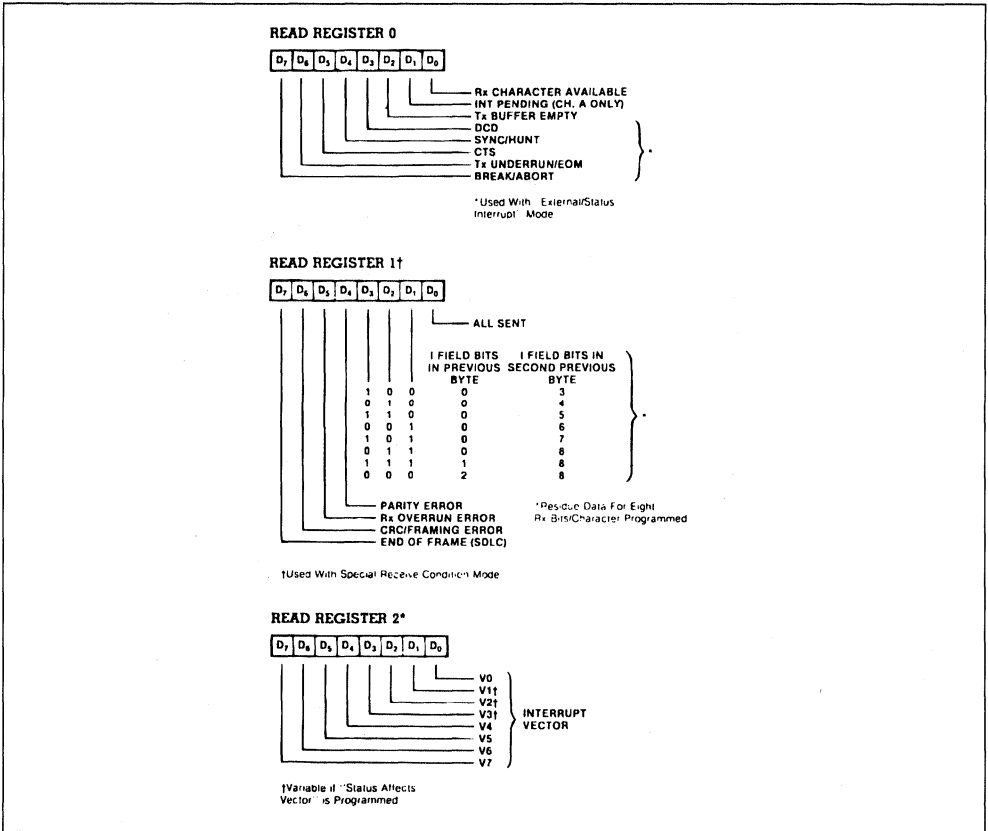 READ REGISTER 0
D₇ D₆ D₅ D₄ D₃ D₂ D₁ D₀
Rx CHARACTER AVAILABLE
INT PENDING (CH. A ONLY)
Tx BUFFER EMPTY
DCD
SYNC/HUNT
CTS
Tx UNDERRUN/EOM
BREAK/ABORT
*
*Used With "External/Status
Interrupt" Mode
READ REGISTER 1†
D₇ D₆ D₅ D₄ D₃ D₂ D₁ D₀
ALL SENT
I FIELD BITS I FIELD BITS IN
IN PREVIOUS SECOND PREVIOUS
BYTE BYTE
1 0 0 0 3
0 1 0 0 4
1 1 0 0 5
0 0 1 0 6
1 0 1 0 7
0 1 1 0 8
1 1 1 1 8
0 0 0 2 8
*
PARITY ERROR
Rx OVERRUN ERROR
CRC/FRAMING ERROR
END OF FRAME (SDLC)
*Residue Data For Eight
Rx Bits/Character Programmed
†Used With Special Receive Condition Mode
READ REGISTER 2*
D₇ D₆ D₅ D₄ D₃ D₂ D₁ D₀
V0
V1†
V2†
V3†
V4
V5
V6
V7
INTERRUPT
VECTOR
†Variable if "Status Affects
Vector" is Programmed